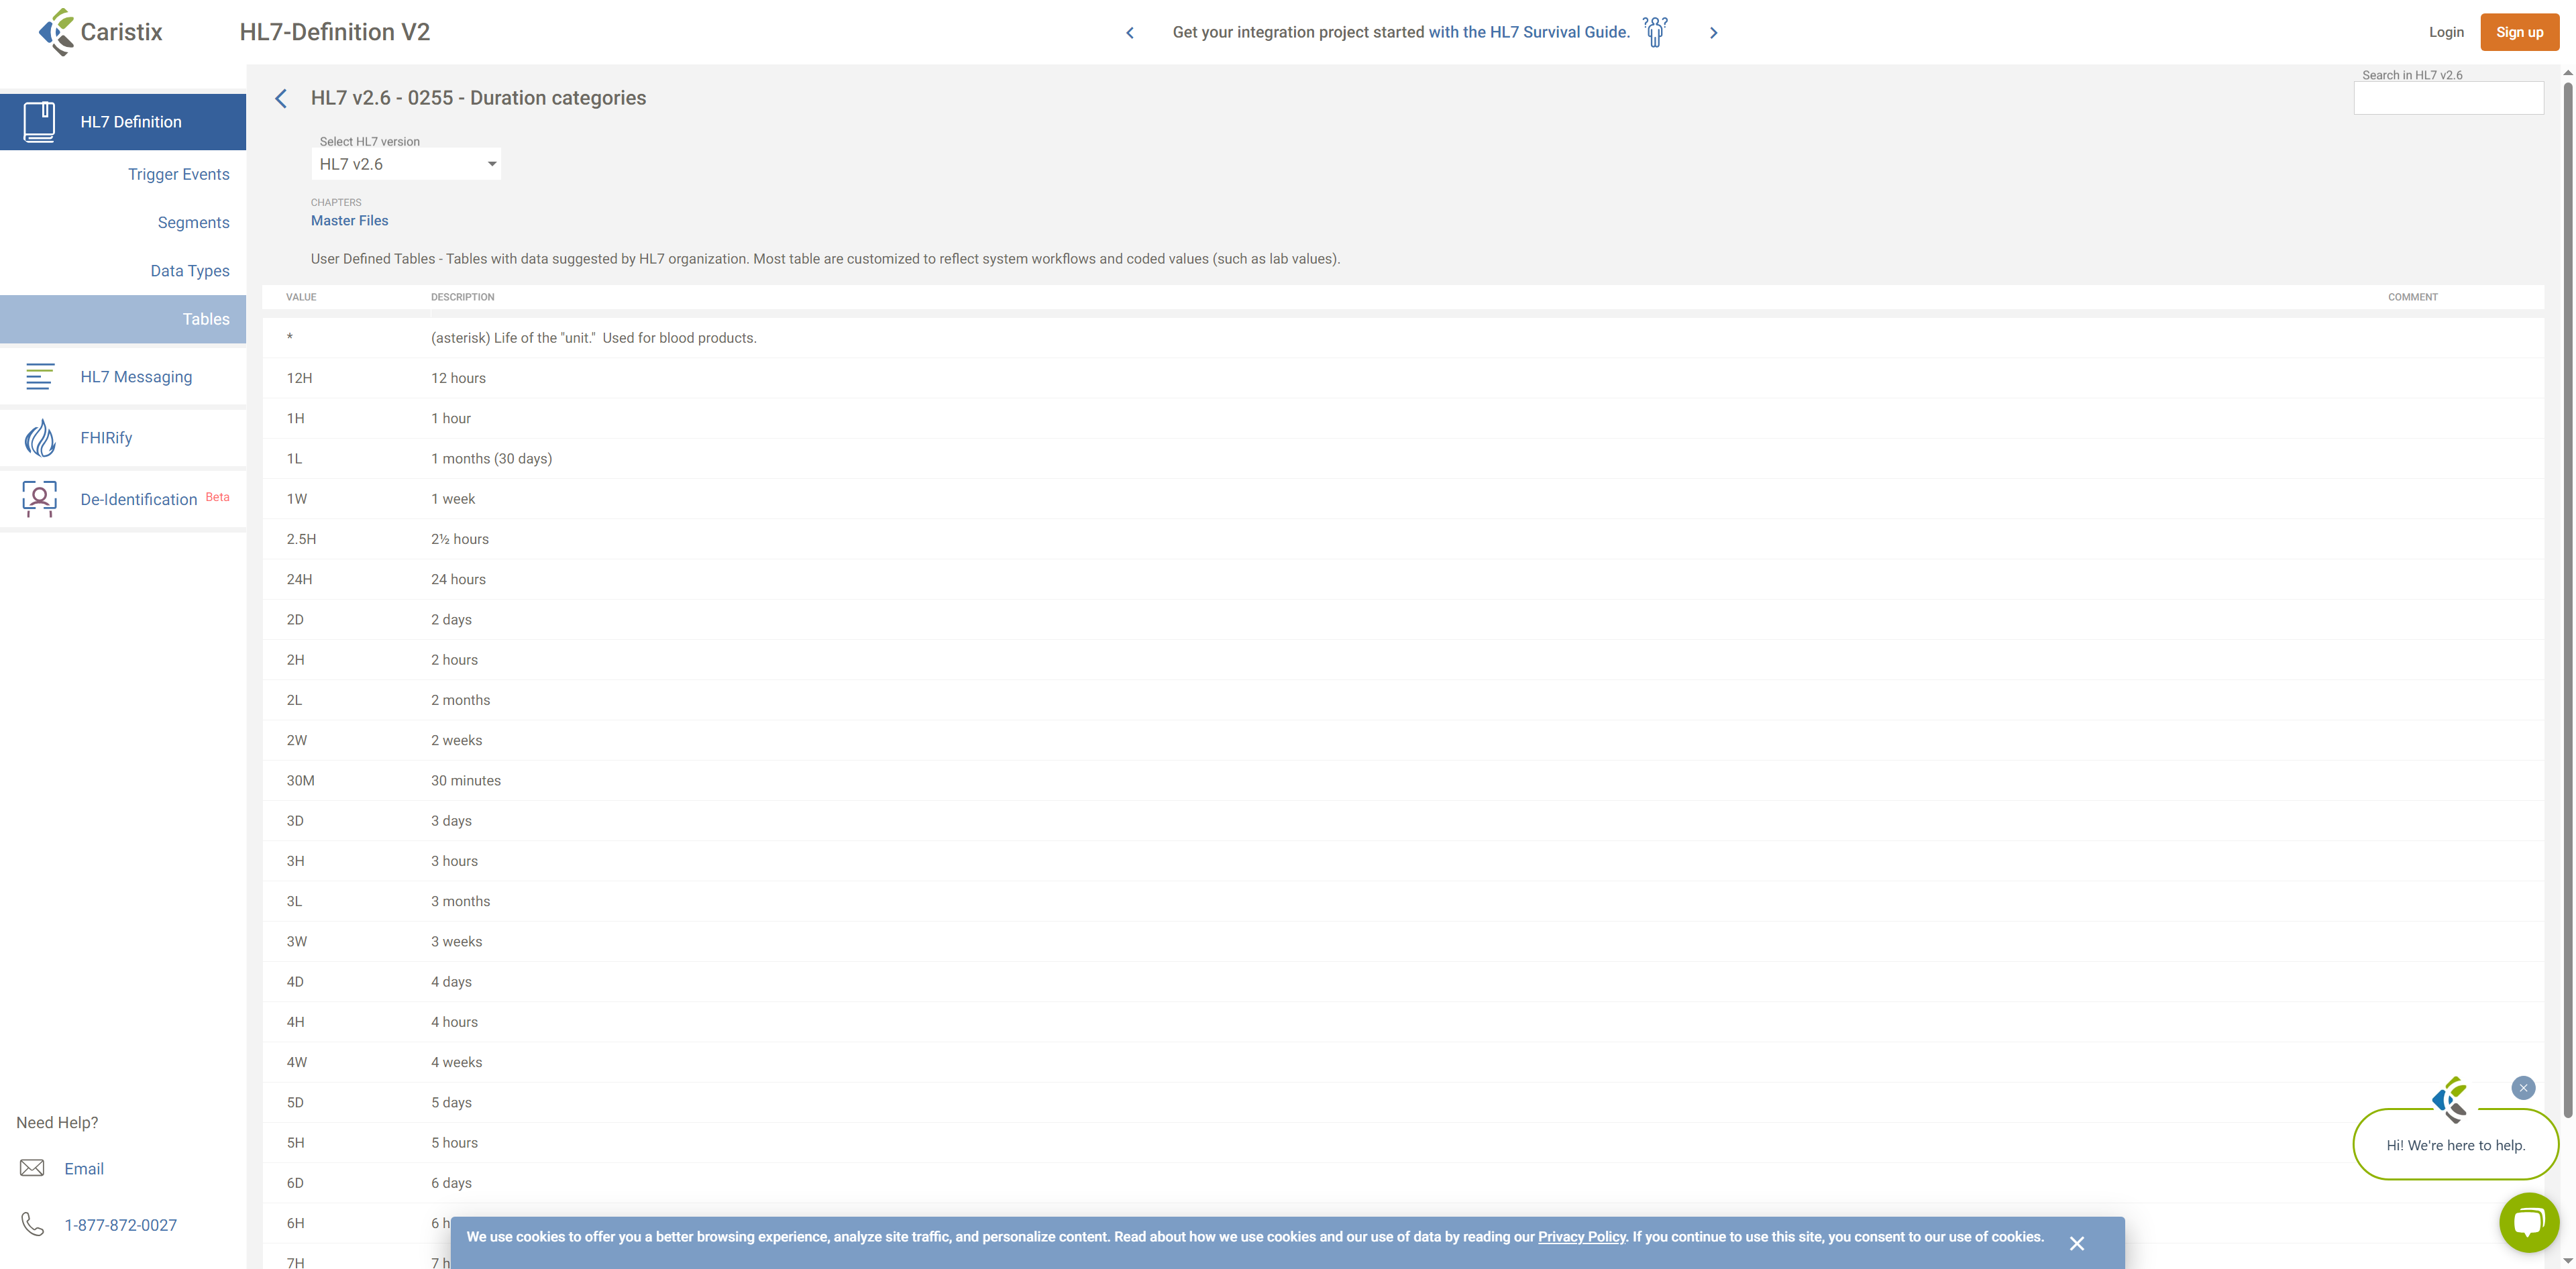 Caristix
HL7-Definition V2
Get your integration project started with the HL7 Survival Guide.
Login
Sign up
HL7 Definition
Trigger Events
Segments
Data Types
Tables
HL7 Messaging
FHIRify
De-Identification Beta
Need Help?
Email
1-877-872-0027
HL7 v2.6 - 0255 - Duration categories
Search in HL7 v2.6
Select HL7 version
HL7 v2.6
CHAPTERS
Master Files
User Defined Tables - Tables with data suggested by HL7 organization. Most table are customized to reflect system workflows and coded values (such as lab values).
VALUE DESCRIPTION COMMENT
* (asterisk) Life of the "unit."  Used for blood products.
12H 12 hours
1H 1 hour
1L 1 months (30 days)
1W 1 week
2.5H 2½ hours
24H 24 hours
2D 2 days
2H 2 hours
2L 2 months
2W 2 weeks
30M 30 minutes
3D 3 days
3H 3 hours
3L 3 months
3W 3 weeks
4D 4 days
4H 4 hours
4W 4 weeks
5D 5 days
5H 5 hours
6D 6 days
6H 6 h
7H 7 h
Hi! We're here to help.
We use cookies to offer you a better browsing experience, analyze site traffic, and personalize content. Read about how we use cookies and our use of data by reading our Privacy Policy. If you continue to use this site, you consent to our use of cookies.